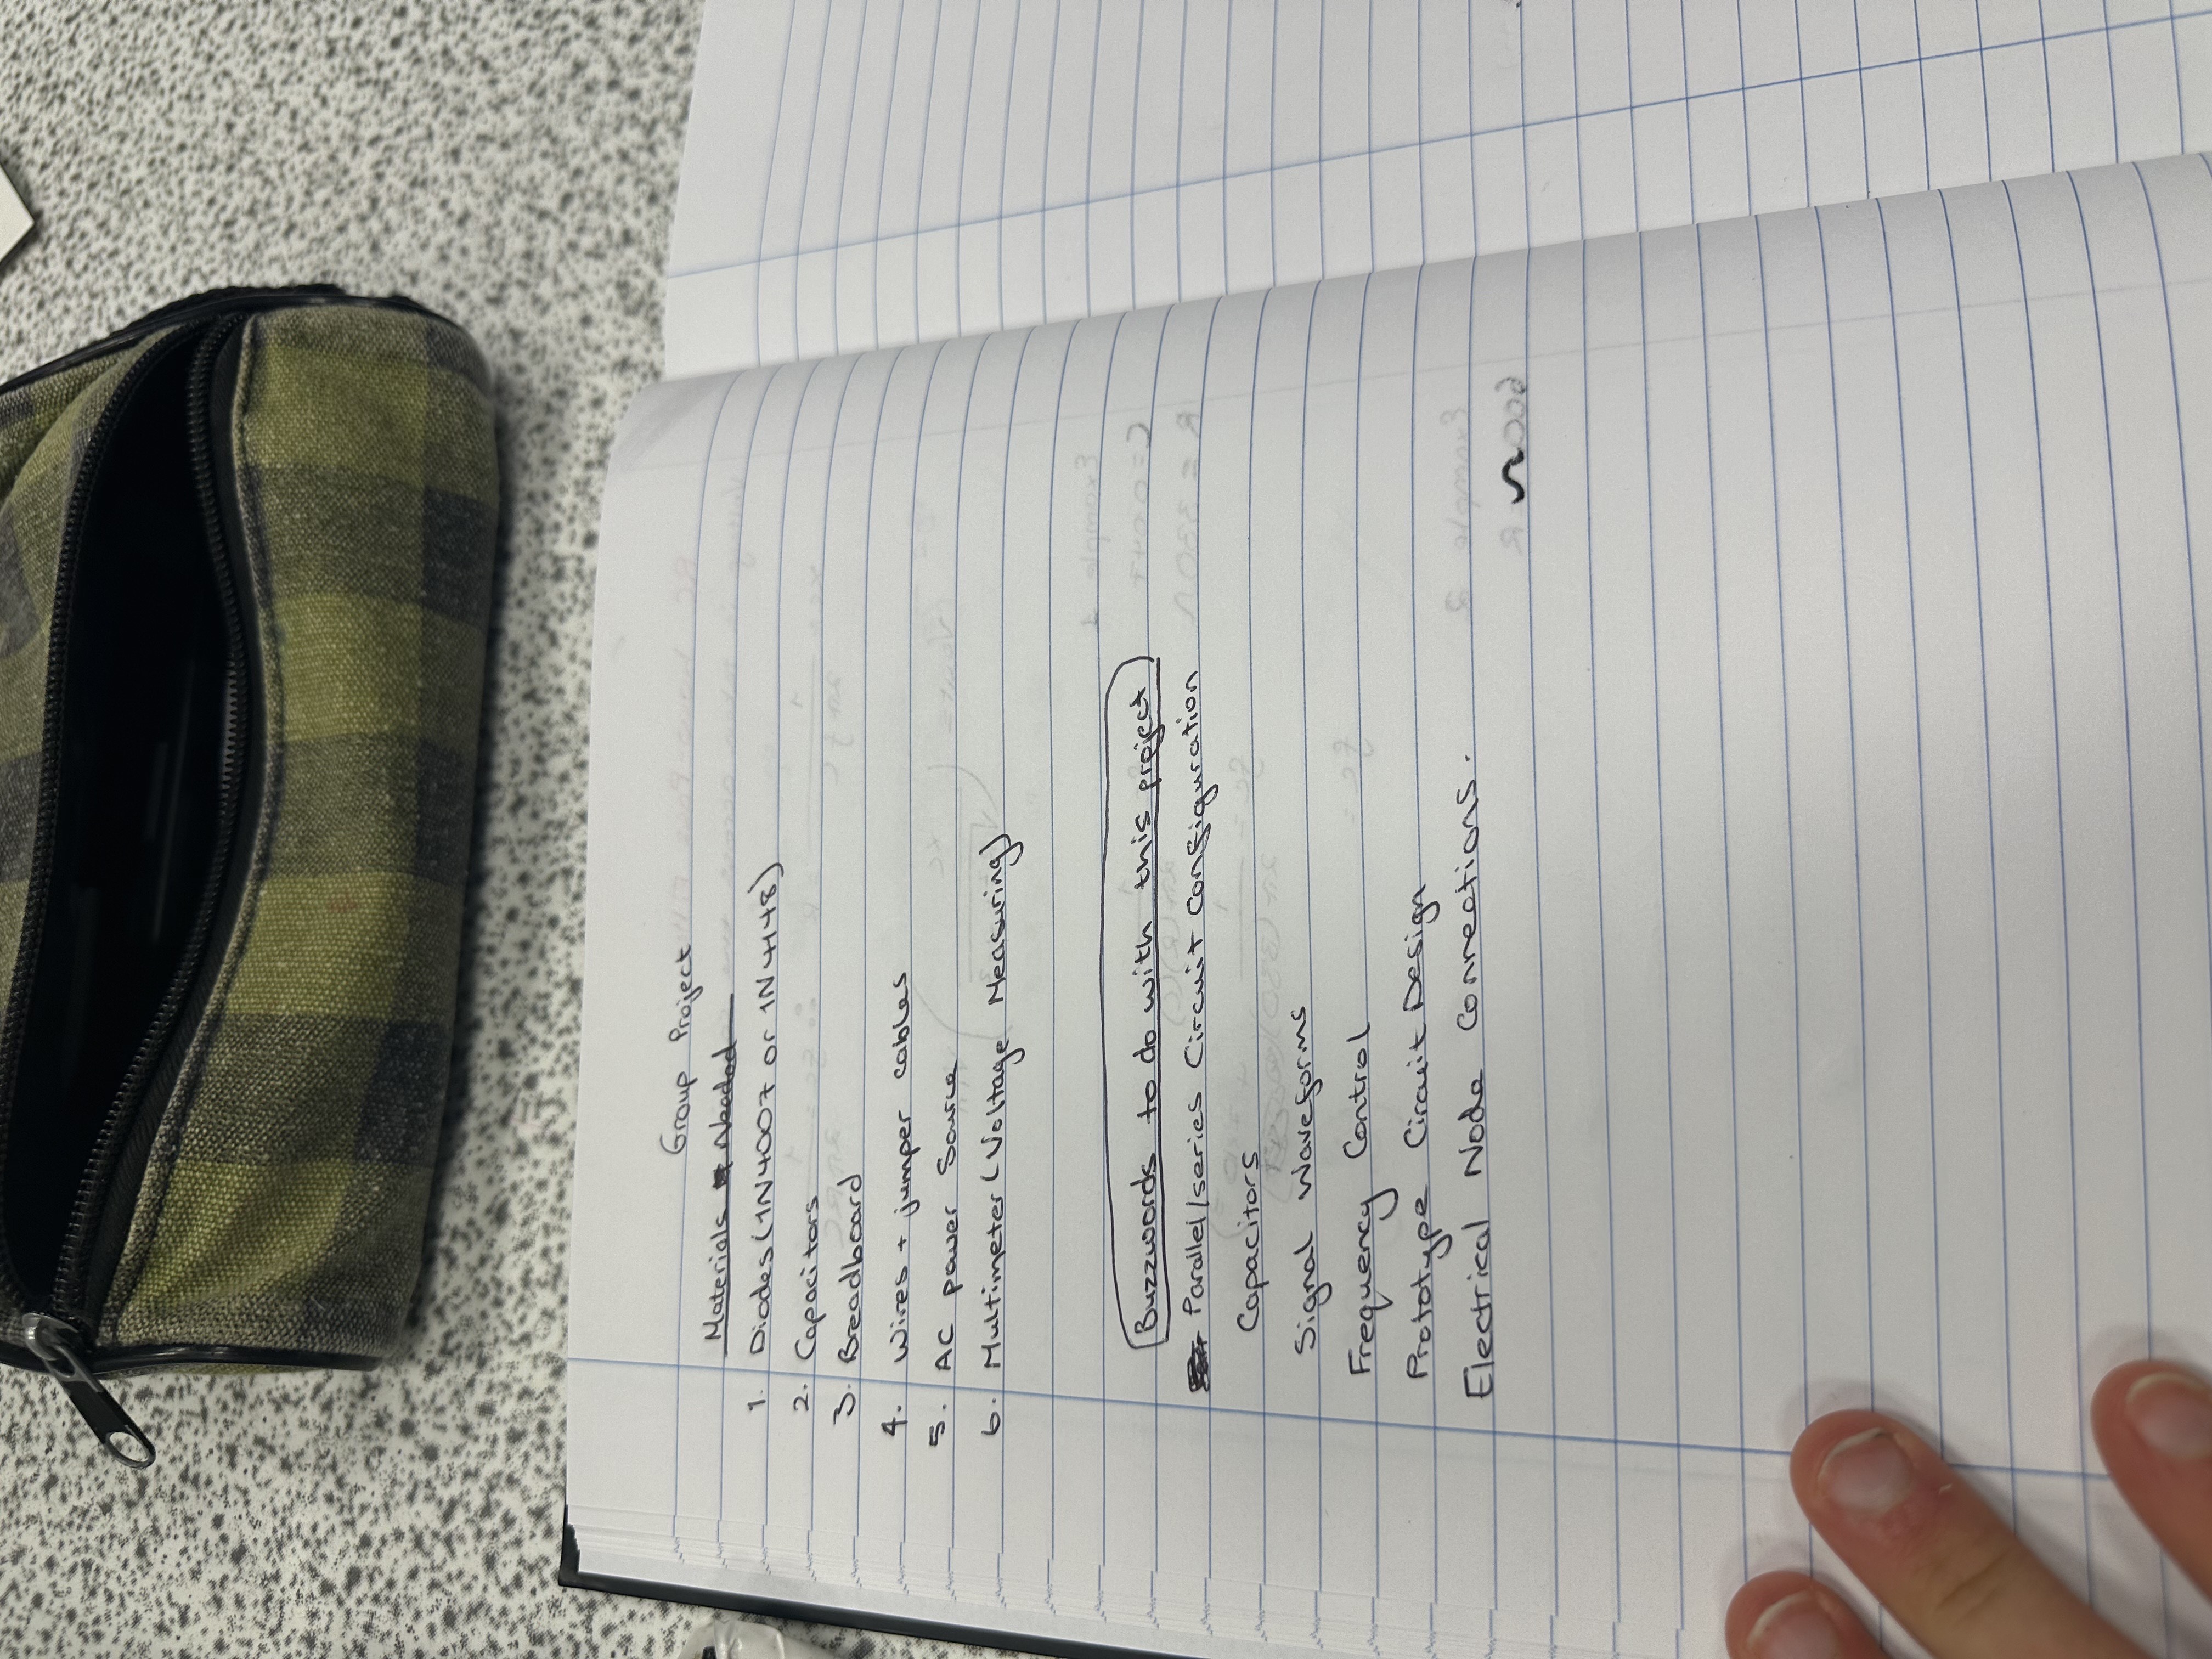 Group Project
Materials Needed
1. Diodes (1N4007 or 1N4148)
2. Capacitors
3. Breadboard
4. Wires + jumper cables
5. AC power Source
6. Multimeter (Voltage Measuring)
Buzzwords to do with this project
Parallel/series Circuit Configuration
Capacitors
Signal Waveforms
Frequency Control
Prototype Circuit Design
Electrical Node Connections.